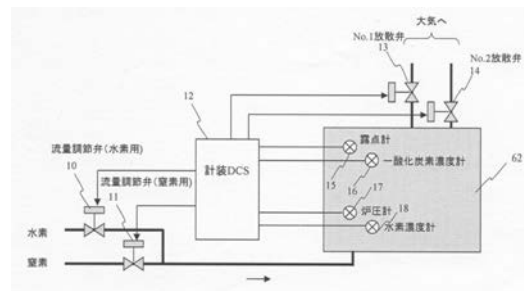 大気へ
No.1放散弁
13
No.2放散弁
14
12
計装DCS
露点計
15
一酸化炭素濃度計
16
17
炉圧計
18
水素濃度計
62
流量調節弁(水素用)
10
流量調節弁(窒素用)
11
水素
窒素